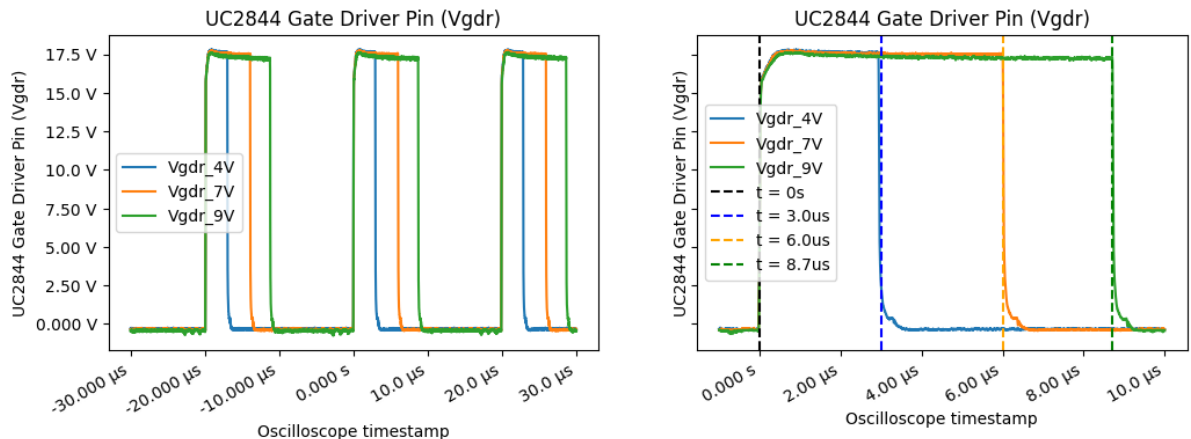 UC2844 Gate Driver Pin (Vgdr)
UC2844 Gate Driver Pin (Vgdr)
17.5 V
15.0 V
12.5 V
10.0 V
7.50 V
5.00 V
2.50 V
0.000 V
Vgdr_4V
Vgdr_7V
Vgdr_9V
-30.000 µs
-20.000 µs
-10.000 µs
0.000 s
10.0 µs
20.0 µs
30.0 µs
Oscilloscope timestamp
UC2844 Gate Driver Pin (Vgdr)
UC2844 Gate Driver Pin (Vgdr)
Vgdr_4V
Vgdr_7V
Vgdr_9V
t = 0s
t = 3.0us
t = 6.0us
t = 8.7us
0.000 s
2.00 µs
4.00 µs
6.00 µs
8.00 µs
10.0 µs
Oscilloscope timestamp